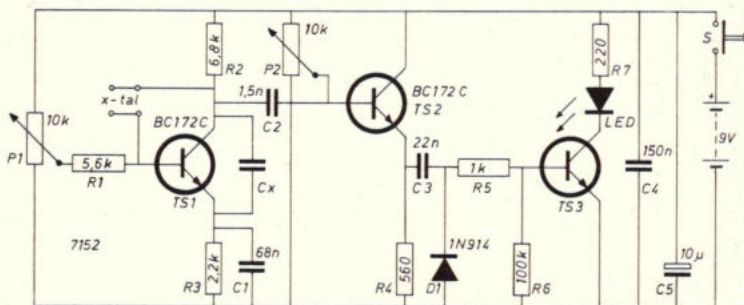 10k
P1
x-tal
5,6k
R1
6,8k
R2
BC172C
TS1
Cx
7152
R3
2,2k
68n
C1
1,5n
C2
10k
P2
BC172C
TS2
22n
C3
1k
R5
1N914
D1
R4
560
100k
R6
220
R7
LED
TS3
150n
C4
10µ
C5
S
+
9V